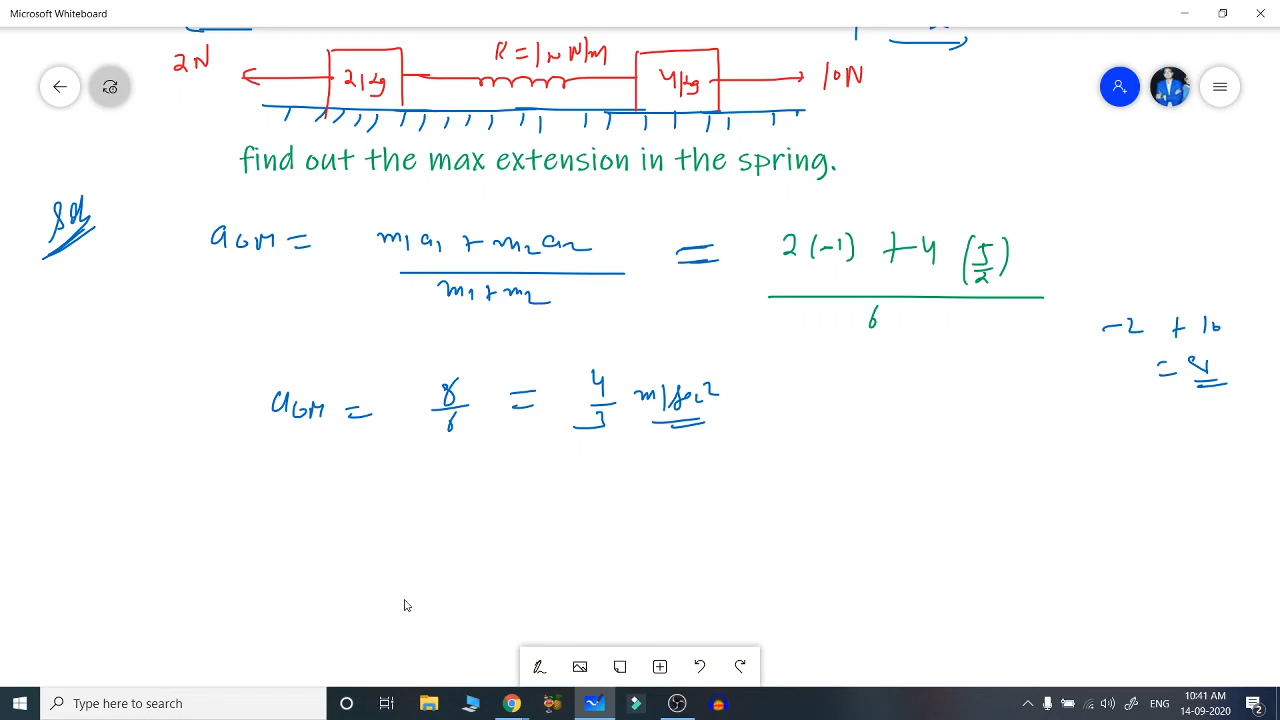 Microsoft Whiteboard
2N
2kg
K = 1 N/m
4kg
10N
find out the max extension in the spring.
Sol
aCM = m1a1 + m2a2 / m1+m2 = 2(-1) + 4(5/2) / 6
-2 + 10
= 8
aCM = 8/6 = 4/3 m/sec2
Type here to search
ENG
10:41 AM
14-09-2020
2